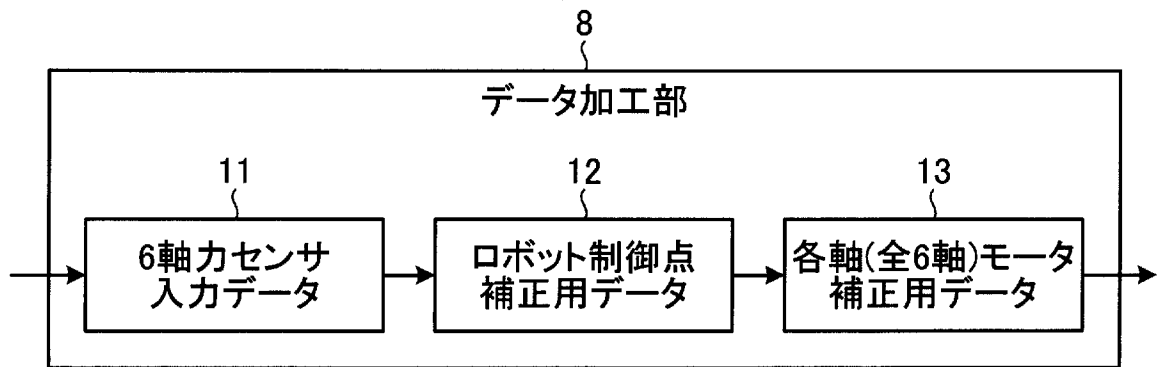 8
データ加工部
11
6軸力センサ
入力データ
12
ロボット制御点
補正用データ
13
各軸(全6軸)モータ
補正用データ